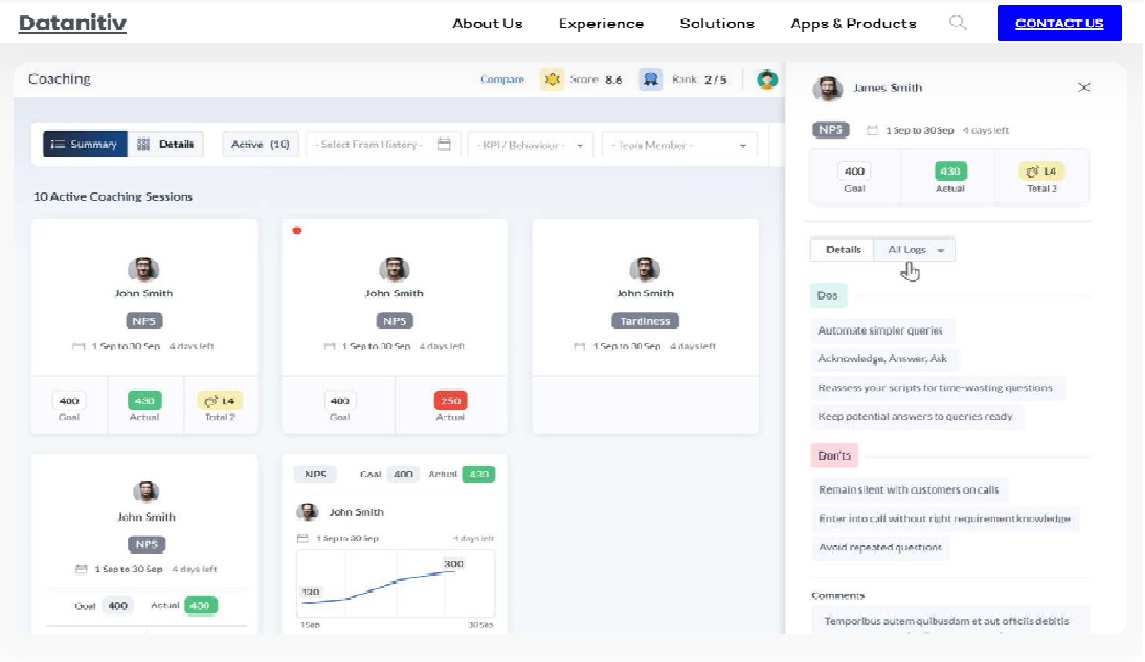 Datanitiv
About Us Experience Solutions Apps & Products CONTACT US
Coaching
Compare Score 8.6 Rank 2/5
Summary Details Active (10) - Select From History - - KPI / Behaviour - - Team Member -
10 Active Coaching Sessions
John Smith
NPS
1 Sep to 30 Sep 4 days left
400 430 14
Goal Actual Total 2
John Smith
NPS
1 Sep to 30 Sep 4 days left
400 250
Goal Actual
John Smith
Tardiness
1 Sep to 30 Sep 4 days left
John Smith
NPS
1 Sep to 30 Sep 4 days left
Goal 400 Actual 400
NPS Goal 400 Actual 430
John Smith
1 Sep to 30 Sep 4 days left
300
1 Sep 30 Sep
James Smith
NPS 1 Sep to 30 Sep 4 days left
400 430 14
Goal Actual Total 2
Details All Logs
Dos
Automate simpler queries
Acknowledge, Answer, Ask
Reassess your scripts for time-wasting questions
Keep potential answers to queries ready
Don'ts
Remain silent with customers on calls
Enter into call without right requirement knowledge
Avoid repeated questions
Comments
Temporibus autem quibusdam et aut officiis debitis